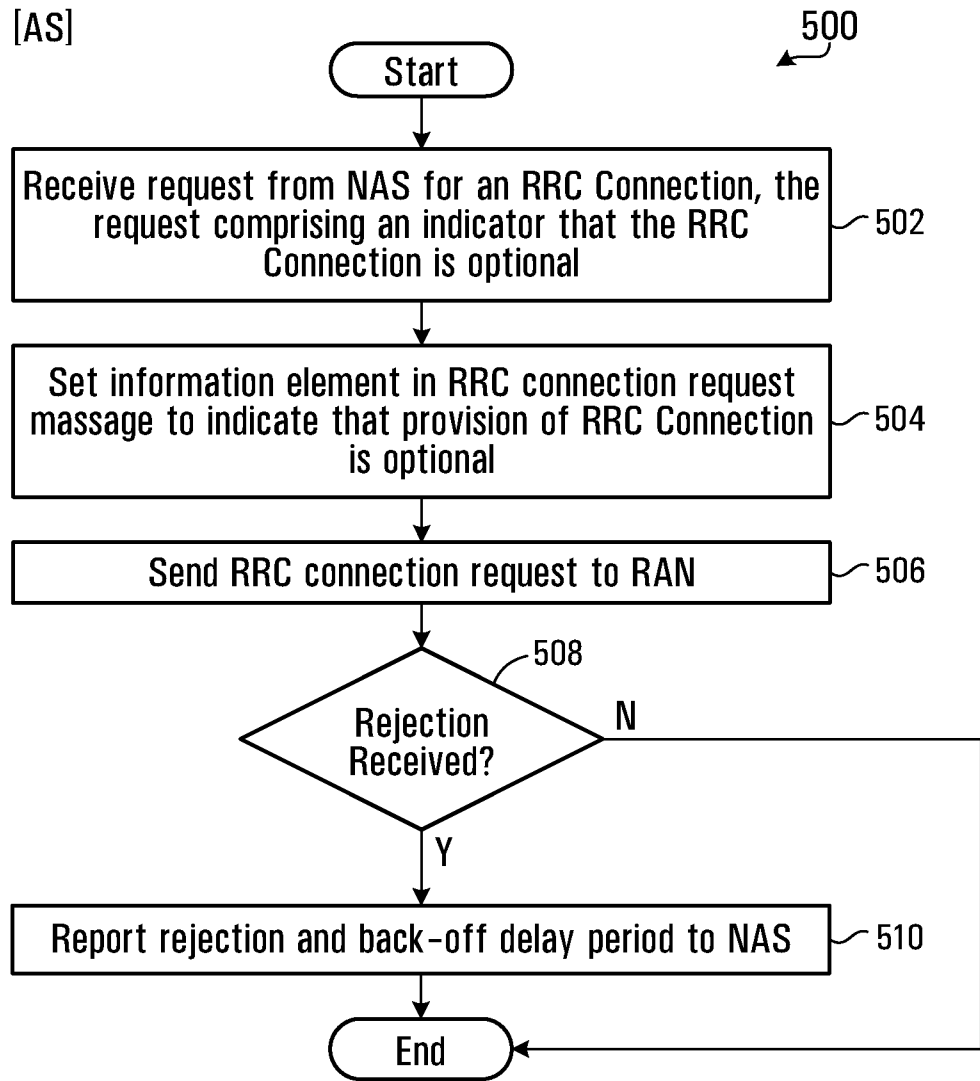 [AS]
500
Start
Receive request from NAS for an RRC Connection, the
request comprising an indicator that the RRC
Connection is optional
502
Set information element in RRC connection request
massage to indicate that provision of RRC Connection
is optional
504
Send RRC connection request to RAN
506
508
Rejection
Received?
N
Y
Report rejection and back-off delay period to NAS
510
End